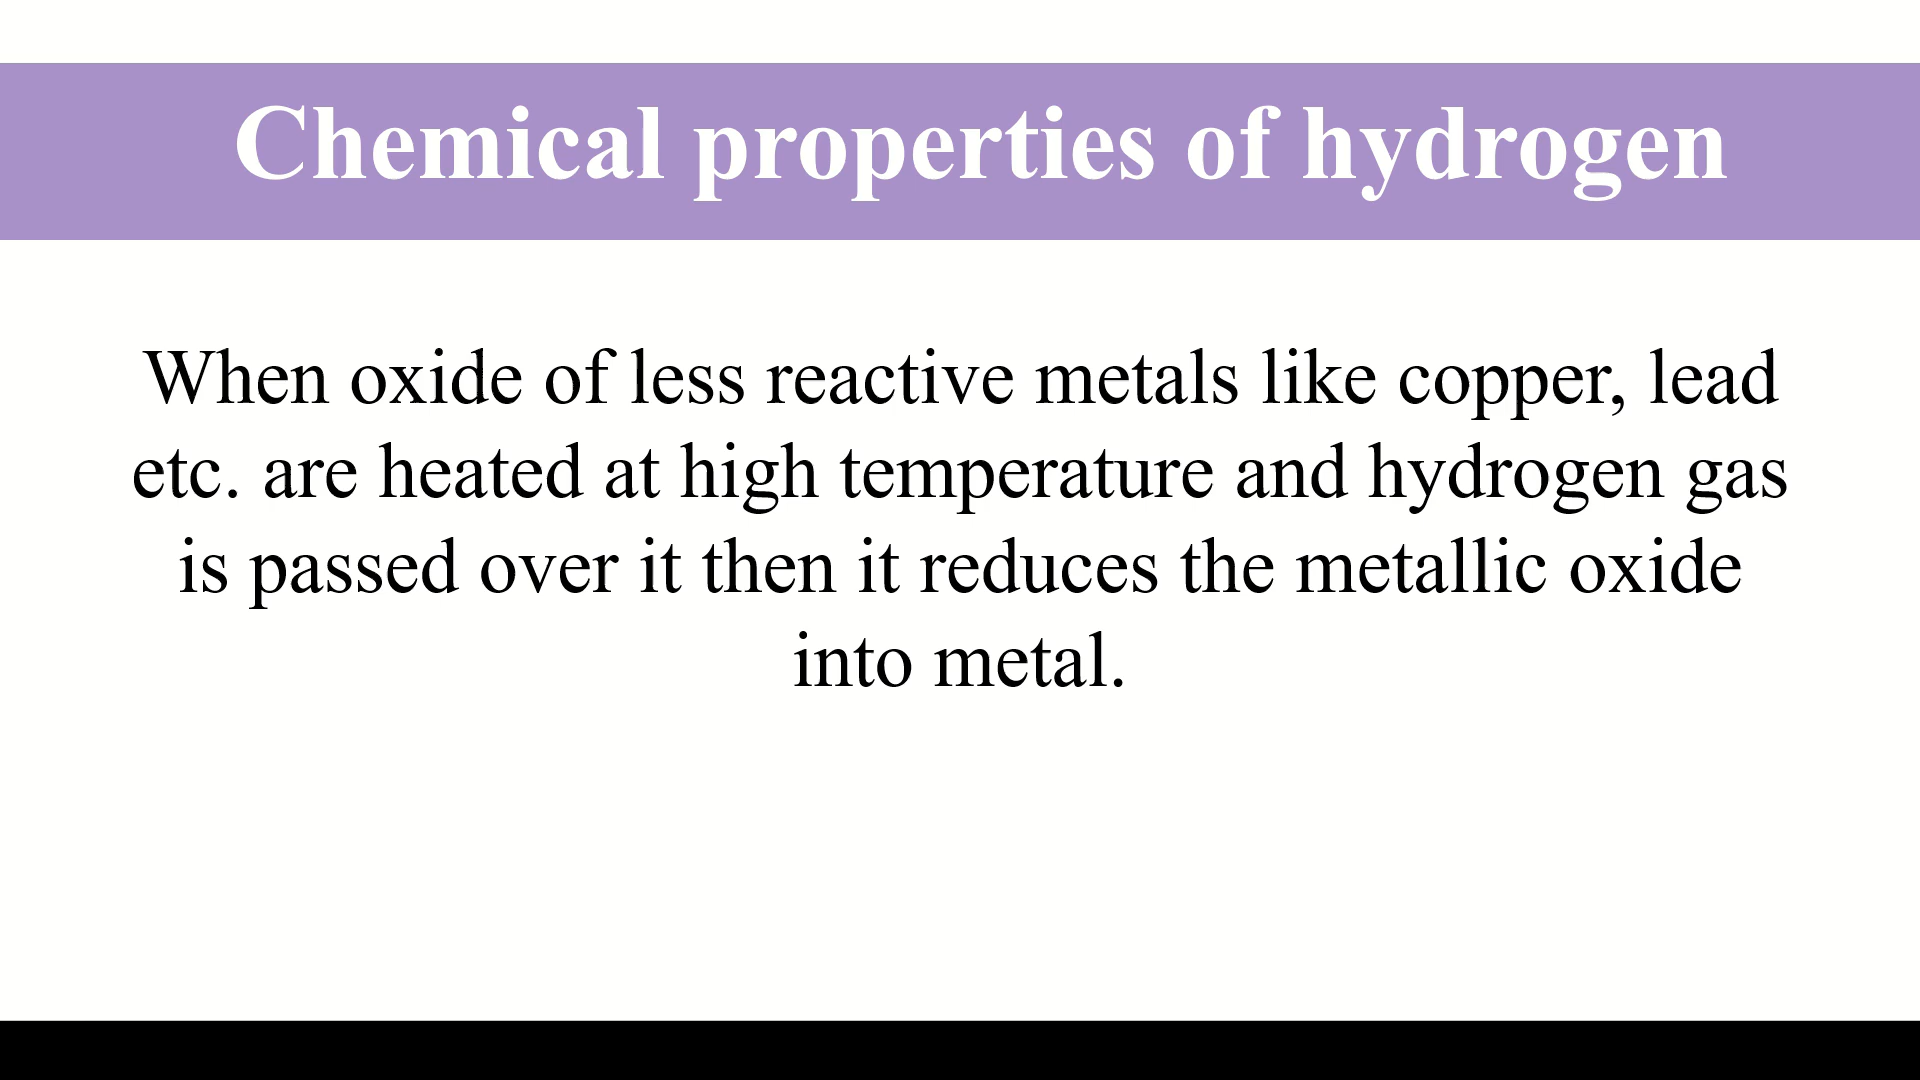 Chemical properties of hydrogen
When oxide of less reactive metals like copper, lead
etc. are heated at high temperature and hydrogen gas
is passed over it then it reduces the metallic oxide
into metal.